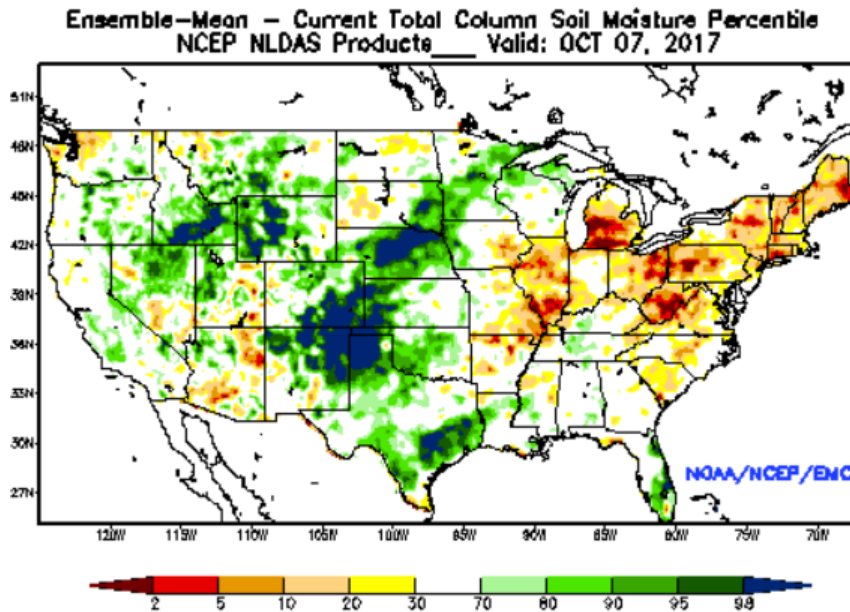 Ensemble-Mean - Current Total Column Soil Moisture Percentile
NCEP NLDAS Products___ Valid: OCT 07, 2017
51N
48N
45N
42N
39N
36N
33N
30N
27N
NOAA/NCEP/EMC
120W 115W 110W 105W 100W 95W 90W 85W 80W 75W 70W
2 5 10 20 30 70 80 90 95 98